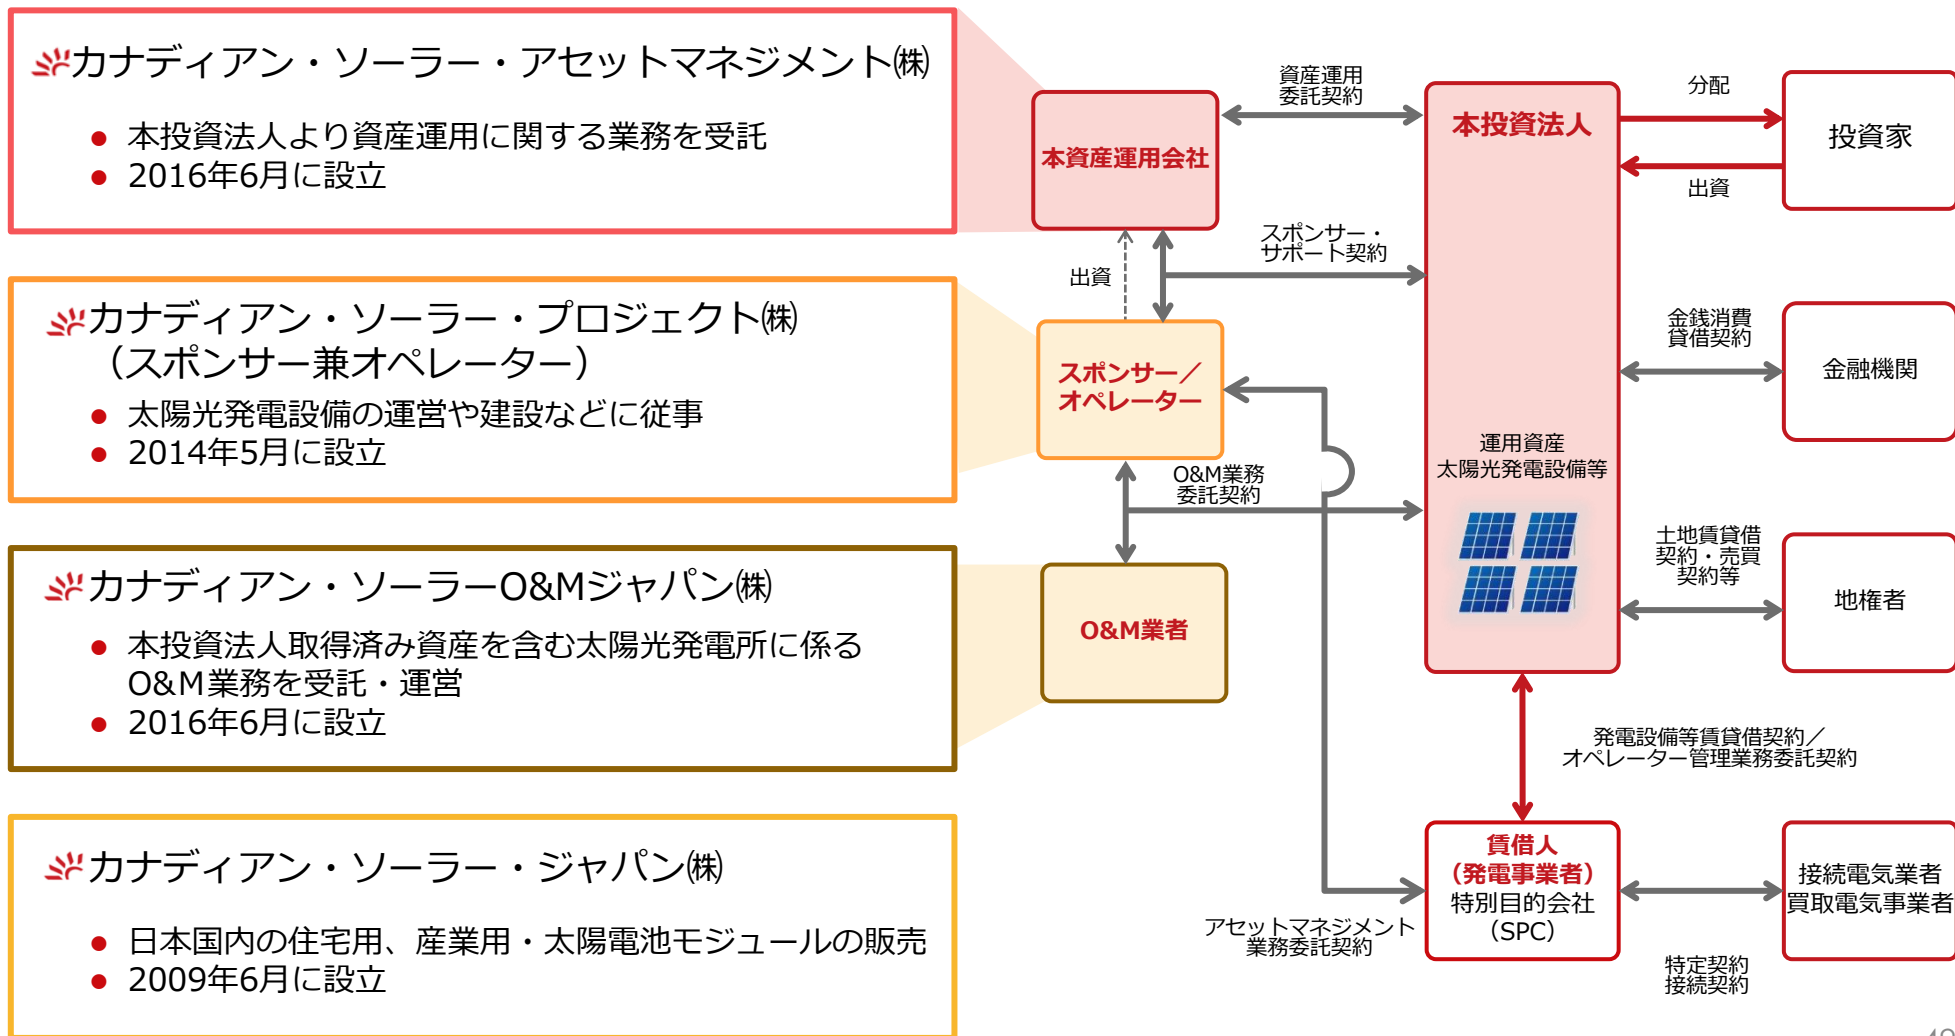 カナディアン・ソーラー・アセットマネジメント㈱
● 本投資法人より資産運用に関する業務を受託
● 2016年6月に設立
カナディアン・ソーラー・プロジェクト㈱
（スポンサー兼オペレーター）
● 太陽光発電設備の運営や建設などに従事
● 2014年5月に設立
カナディアン・ソーラーO&Mジャパン㈱
● 本投資法人取得済み資産を含む太陽光発電所に係る
O&M業務を受託・運営
● 2016年6月に設立
カナディアン・ソーラー・ジャパン㈱
● 日本国内の住宅用、産業用・太陽電池モジュールの販売
● 2009年6月に設立
本資産運用会社
資産運用
委託契約
出資
スポンサー・
サポート契約
スポンサー／
オペレーター
O&M業務
委託契約
O&M業者
本投資法人
運用資産
太陽光発電設備等
分配
出資
投資家
金銭消費
貸借契約
金融機関
土地賃貸借
契約・売買
契約等
地権者
発電設備等賃貸借契約／
オペレーター管理業務委託契約
賃借人
（発電事業者）
特別目的会社
（SPC）
アセットマネジメント
業務委託契約
特定契約
接続契約
接続電気業者
買取電気事業者